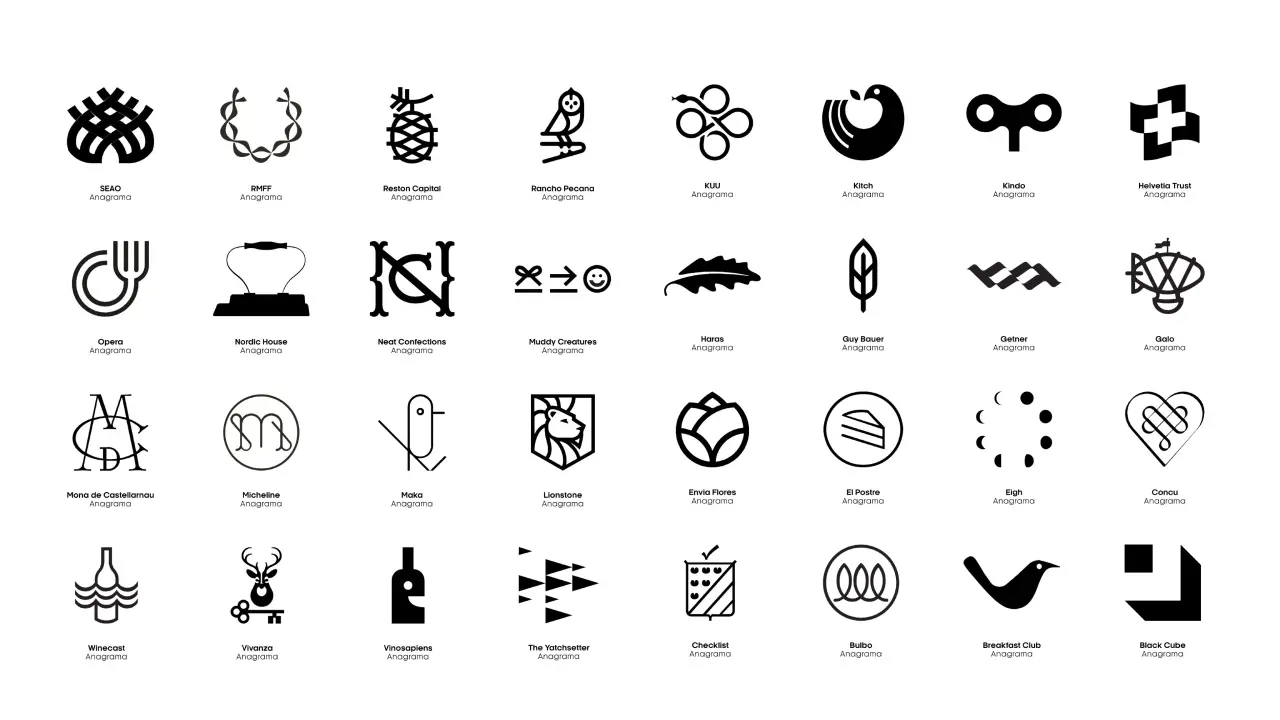 SEAO
Anagrama
RMFF
Anagrama
Reston Capital
Anagrama
Rancho Pecana
Anagrama
KUU
Anagrama
Kitch
Anagrama
Kindo
Anagrama
Helvetia Trust
Anagrama
Opera
Anagrama
Nordic House
Anagrama
NC
Neat Confections
Anagrama
Muddy Creatures
Anagrama
Haras
Anagrama
Guy Bauer
Anagrama
Getner
Anagrama
Galo
Anagrama
MCD
Mona de Castellarnau
Anagrama
m
Micheline
Anagrama
Maka
Anagrama
Lionstone
Anagrama
Envia Flores
Anagrama
El Postre
Anagrama
Eigh
Anagrama
Concu
Anagrama
Winecast
Anagrama
Vivanza
Anagrama
Vinosapiens
Anagrama
The Yatchsetter
Anagrama
Checklist
Anagrama
Bulbo
Anagrama
Breakfast Club
Anagrama
Black Cube
Anagrama